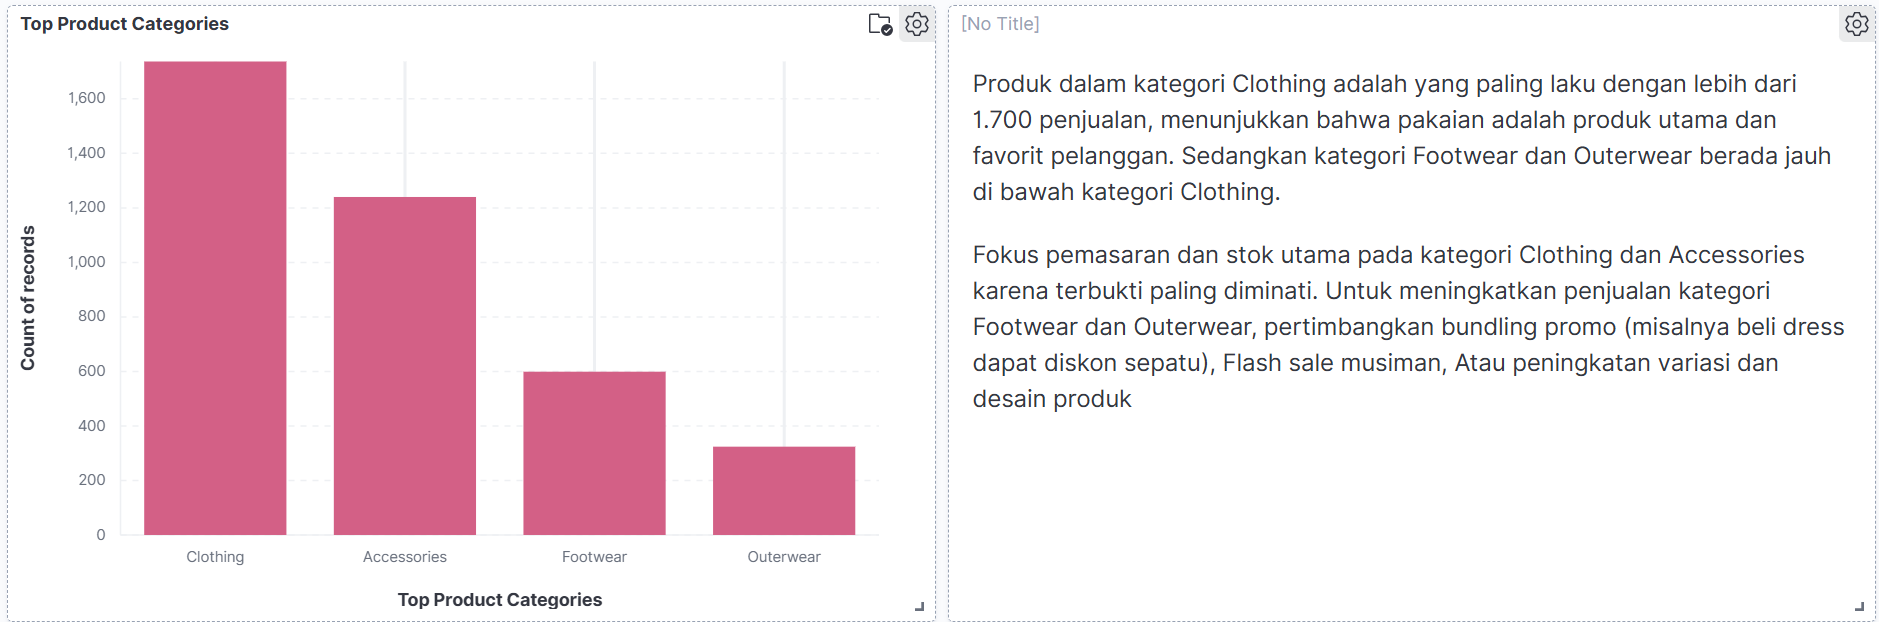 Top Product Categories
1,600
1,400
1,200
1,000
800
600
400
200
0
Count of records
Clothing
Accessories
Footwear
Outerwear
Top Product Categories
[No Title]
Produk dalam kategori Clothing adalah yang paling laku dengan lebih dari
1.700 penjualan, menunjukkan bahwa pakaian adalah produk utama dan
favorit pelanggan. Sedangkan kategori Footwear dan Outerwear berada jauh
di bawah kategori Clothing.
Fokus pemasaran dan stok utama pada kategori Clothing dan Accessories
karena terbukti paling diminati. Untuk meningkatkan penjualan kategori
Footwear dan Outerwear, pertimbangkan bundling promo (misalnya beli dress
dapat diskon sepatu), Flash sale musiman, Atau peningkatan variasi dan
desain produk